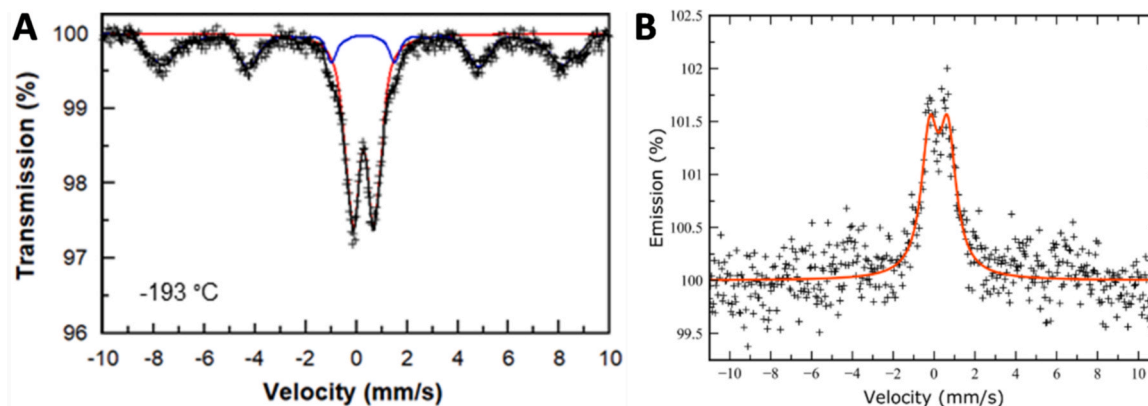 A
Transmission (%)
100
99
98
97
96
-193 °C
-10 -8 -6 -4 -2 0 2 4 6 8 10
Velocity (mm/s)
B
Emission (%)
102.5
102
101.5
101
100.5
100
99.5
−10 −8 −6 −4 −2 0 2 4 6 8 10
Velocity (mm/s)